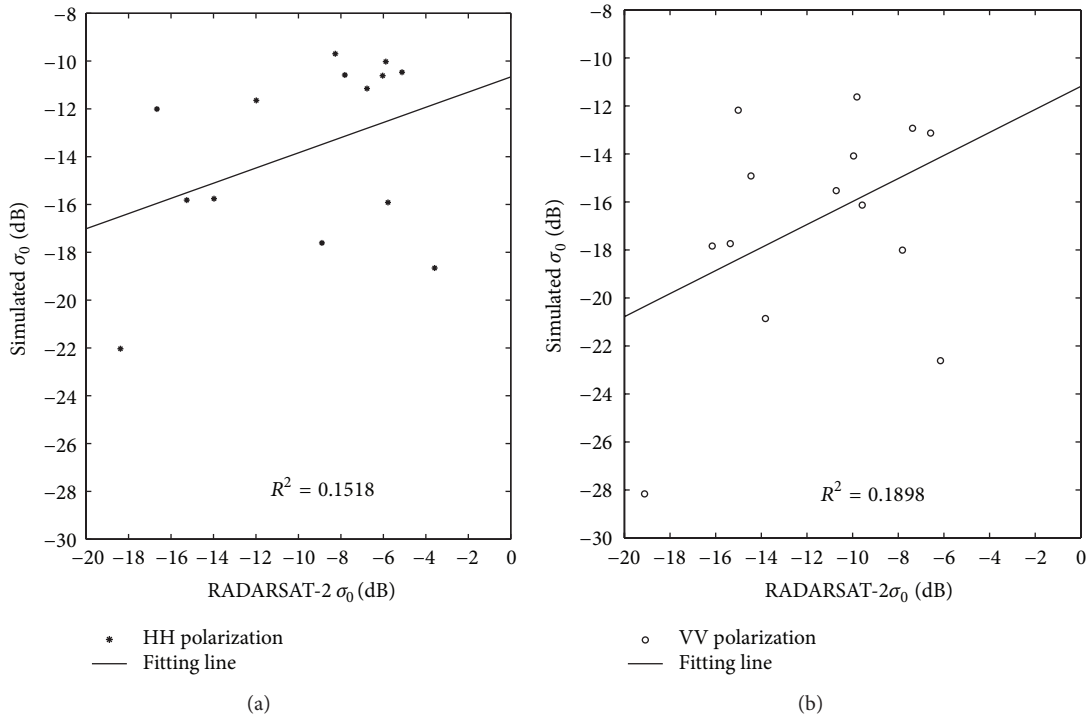 −8
−10
−12
−14
−16
−18
−20
−22
−24
−26
−28
−30
Simulated σ0 (dB)
R2 = 0.1518
−20 −18 −16 −14 −12 −10 −8 −6 −4 −2 0
RADARSAT-2 σ0 (dB)
HH polarization
Fitting line
(a)
−8
−10
−12
−14
−16
−18
−20
−22
−24
−26
−28
−30
Simulated σ0 (dB)
R2 = 0.1898
−20 −18 −16 −14 −12 −10 −8 −6 −4 −2 0
RADARSAT-2σ0 (dB)
VV polarization
Fitting line
(b)